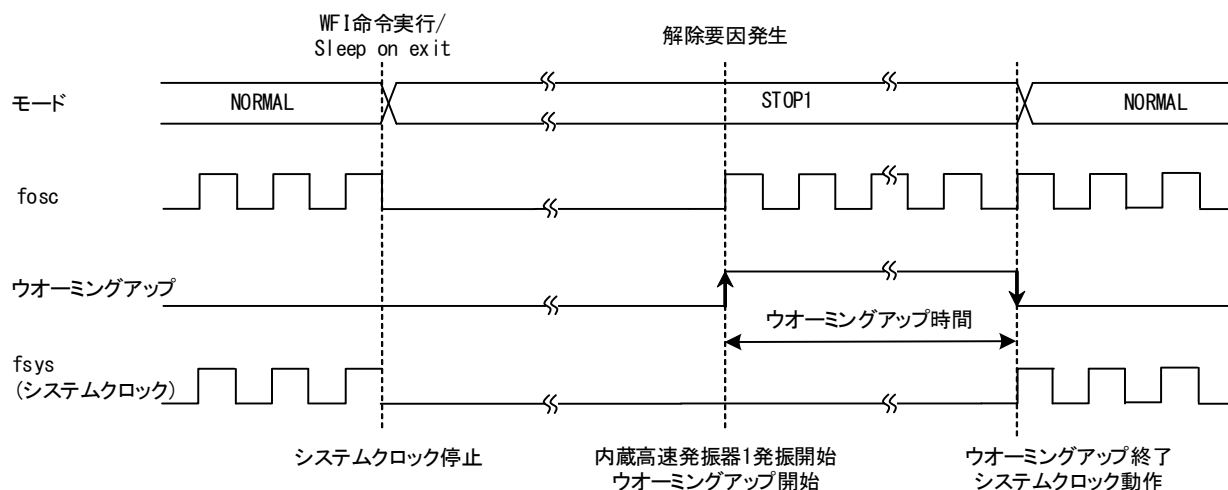 WFI命令実行/
Sleep on exit
解除要因発生
モード
NORMAL
STOP1
NORMAL
fosc
ウオーミングアップ
ウオーミングアップ時間
fsys
(システムクロック)
システムクロック停止
内蔵高速発振器1発振開始
ウオーミングアップ開始
ウオーミングアップ終了
システムクロック動作